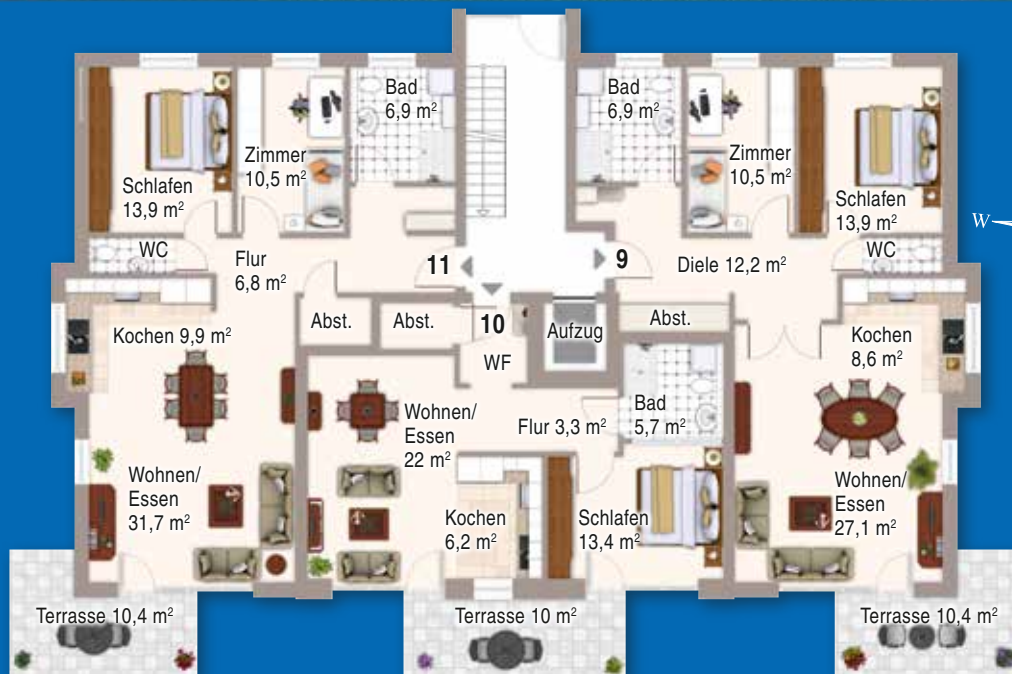 Bad
6,9 m²
Bad
6,9 m²
Zimmer
10,5 m²
Zimmer
10,5 m²
Schlafen
13,9 m²
Schlafen
13,9 m²
W
WC
Flur
6,8 m²
11
9
Diele 12,2 m²
WC
Abst.
Abst.
10
WF
Aufzug
Abst.
Kochen 9,9 m²
Kochen
8,6 m²
Wohnen/
Essen
22 m²
Flur 3,3 m²
Bad
5,7 m²
Wohnen/
Essen
31,7 m²
Kochen
6,2 m²
Schlafen
13,4 m²
Wohnen/
Essen
27,1 m²
Terrasse 10,4 m²
Terrasse 10 m²
Terrasse 10,4 m²